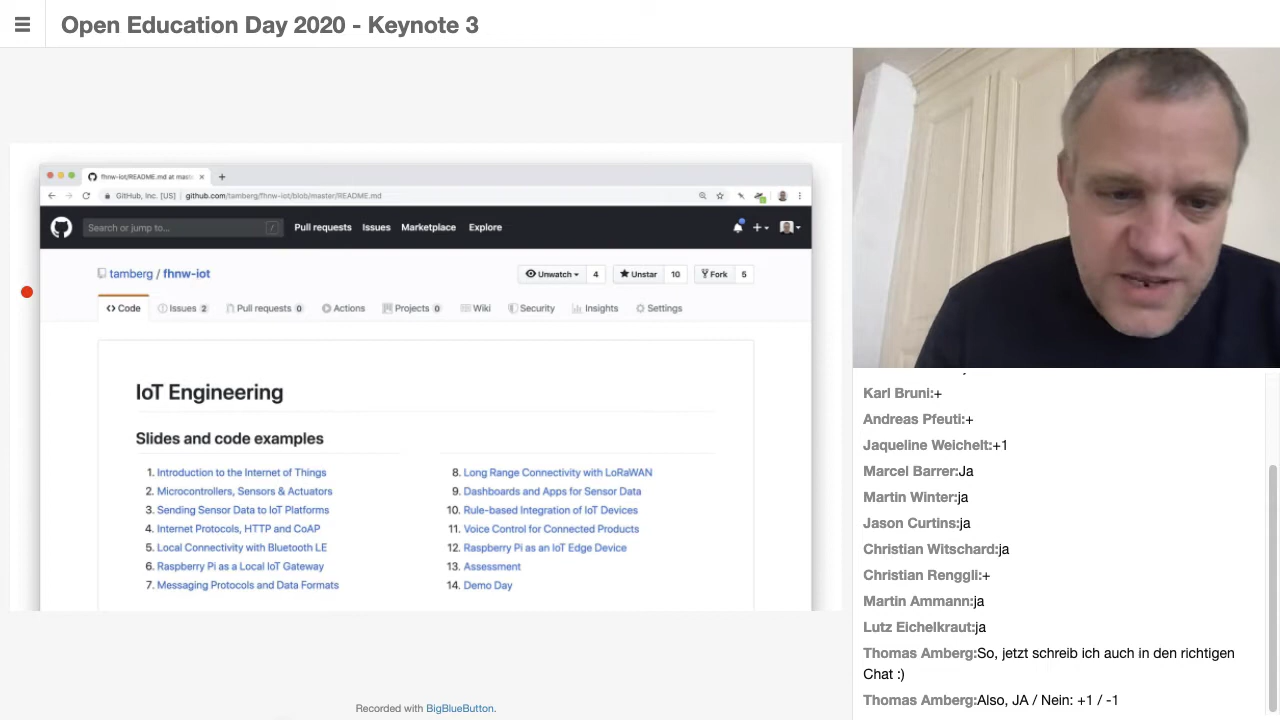 Open Education Day 2020 - Keynote 3
fhnw-iot/README.md at mast
GitHub, Inc. [US] github.com/tamberg/fhnw-iot/blob/master/README.md
Search or jump to... /
Pull requests Issues Marketplace Explore
tamberg / fhnw-iot
Unwatch 4 Unstar 10 Fork 5
Code Issues 2 Pull requests 0 Actions Projects 0 Wiki Security Insights Settings
IoT Engineering
Slides and code examples
1. Introduction to the Internet of Things
2. Microcontrollers, Sensors & Actuators
3. Sending Sensor Data to IoT Platforms
4. Internet Protocols, HTTP and CoAP
5. Local Connectivity with Bluetooth LE
6. Raspberry Pi as a Local IoT Gateway
7. Messaging Protocols and Data Formats
8. Long Range Connectivity with LoRaWAN
9. Dashboards and Apps for Sensor Data
10. Rule-based Integration of IoT Devices
11. Voice Control for Connected Products
12. Raspberry Pi as an IoT Edge Device
13. Assessment
14. Demo Day
Recorded with BigBlueButton.
Karl Bruni:+
Andreas Pfeuti:+
Jaqueline Weichelt:+1
Marcel Barrer:Ja
Martin Winter:ja
Jason Curtins:ja
Christian Witschard:ja
Christian Renggli:+
Martin Ammann:ja
Lutz Eichelkraut:ja
Thomas Amberg:So, jetzt schreib ich auch in den richtigen
Chat :)
Thomas Amberg:Also, JA / Nein: +1 / -1